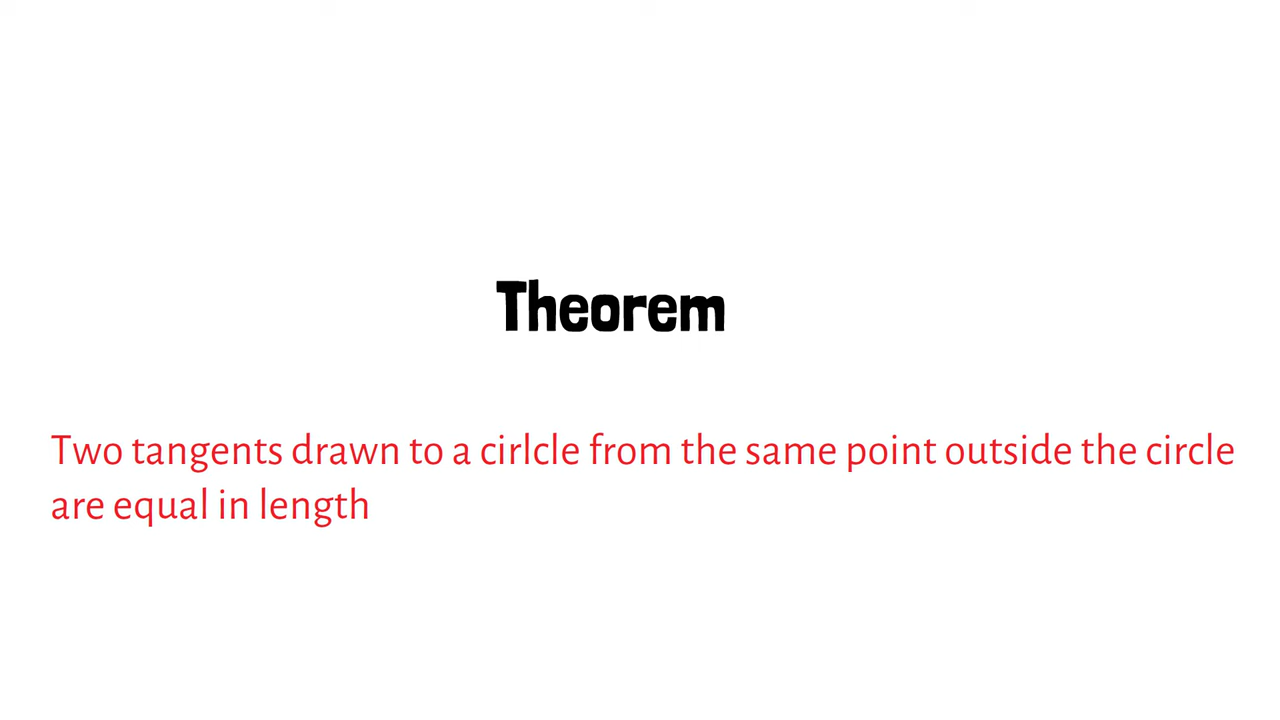 Theorem
Two tangents drawn to a cirlcle from the same point outside the circle
are equal in length